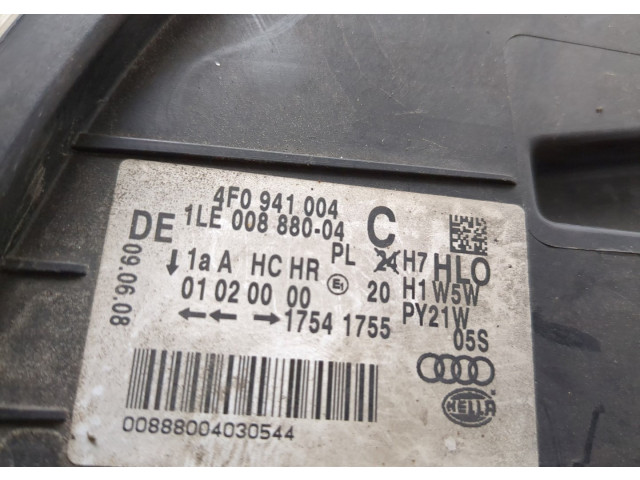 4F0 941 004 C
DE 1LE 008 880-04
PL 24 H7 HLO
1a A HC HR E1 20 H1 W5W
01 02 00 00 PY21W
1754 1755 05S
09.06.08
HELLA
00888004030544